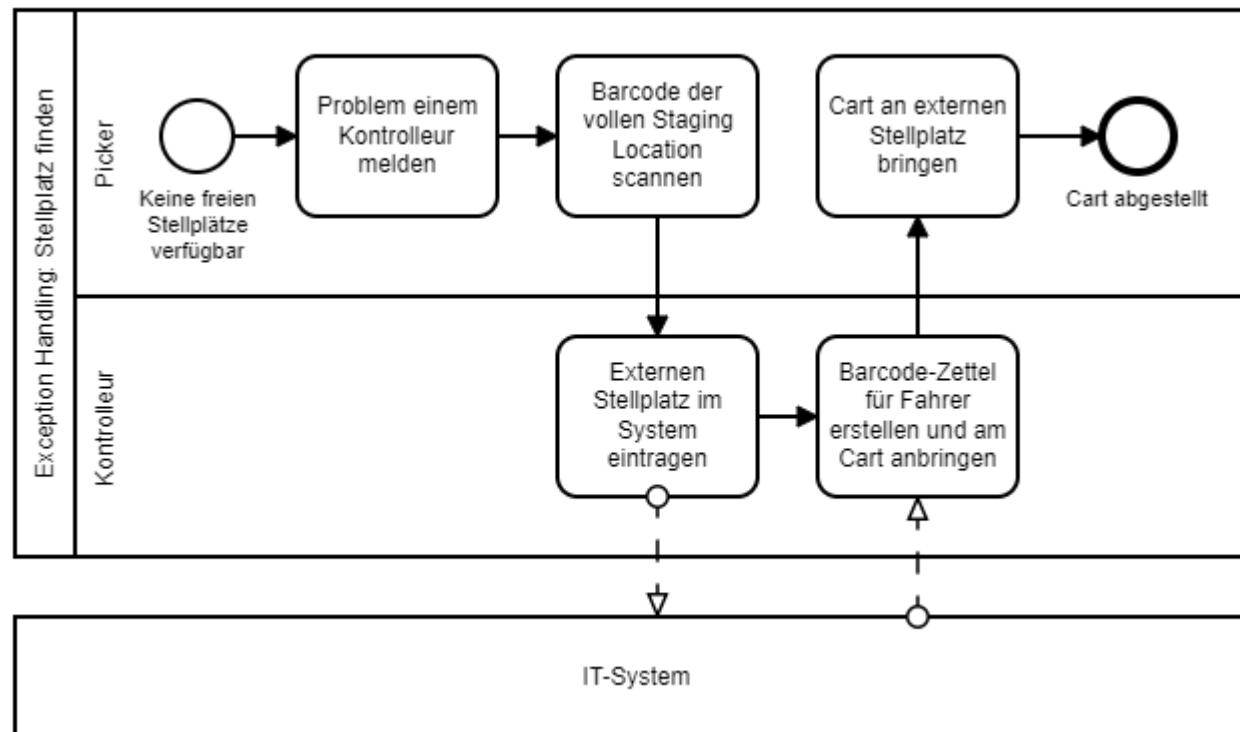 Exception Handling: Stellplatz finden
Picker
Keine freien
Stellplätze
verfügbar
Problem einem
Kontrolleur
melden
Barcode der
vollen Staging
Location
scannen
Cart an externen
Stellplatz
bringen
Cart abgestellt
Kontrolleur
Externen
Stellplatz im
System
eintragen
Barcode-Zettel
für Fahrer
erstellen und am
Cart anbringen
IT-System